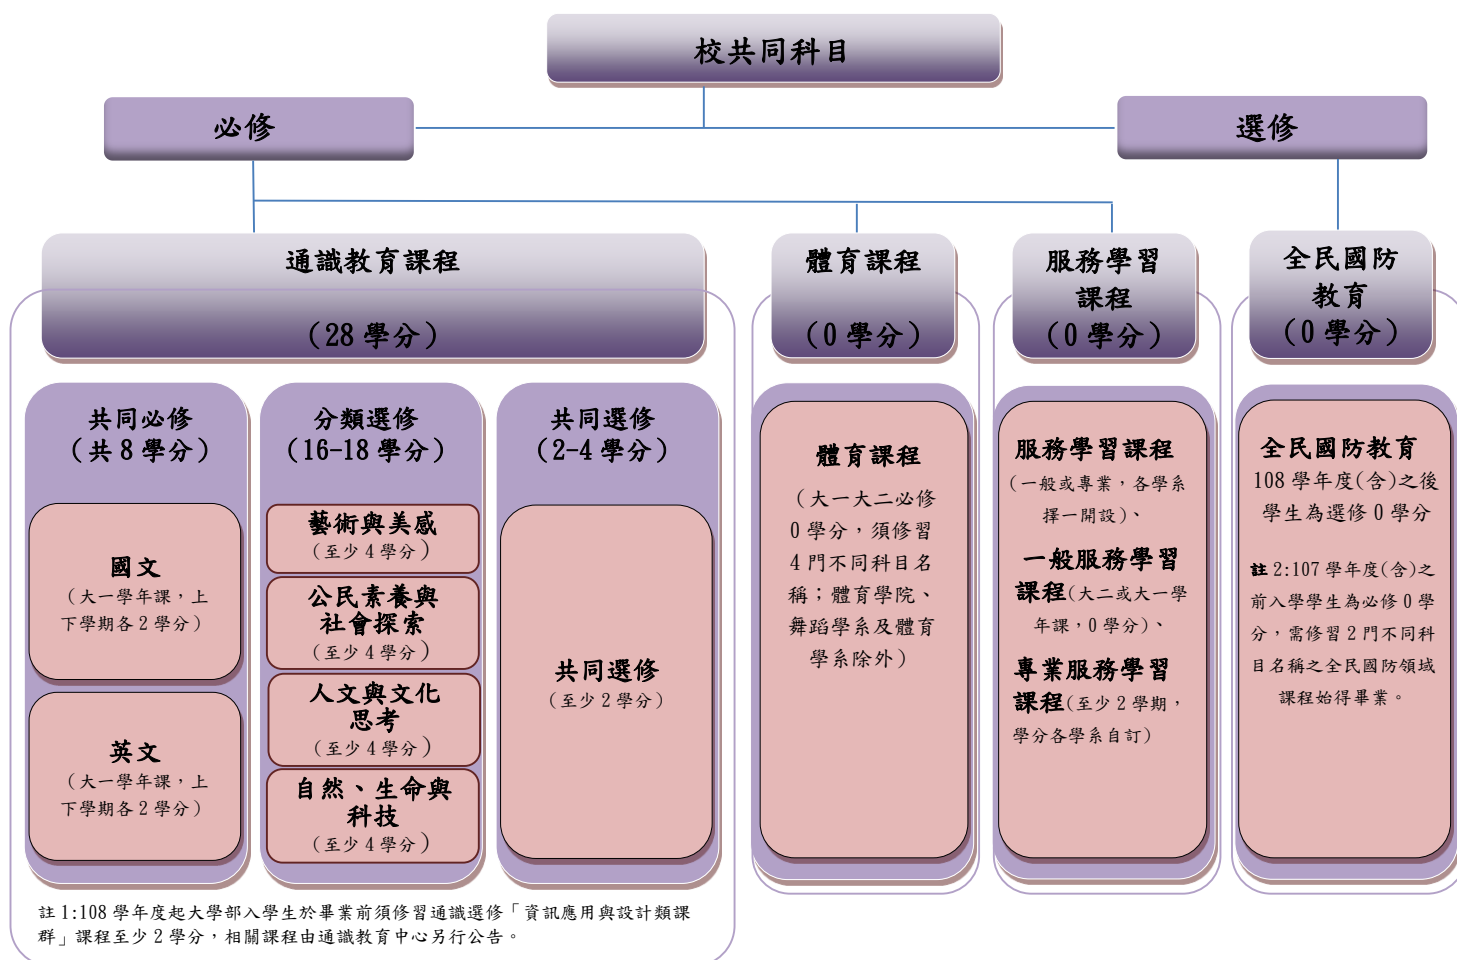 校共同科目
必修
選修
通識教育課程
（28 學分）
體育課程
（0 學分）
服務學習
課程
（0 學分）
全民國防
教育
（0 學分）
共同必修
（共 8 學分）
國文
（大一學年課，上
下學期各 2 學分）
英文
（大一學年課，上
下學期各 2 學分）
分類選修
（16-18 學分）
藝術與美感
（至少 4 學分）
公民素養與
社會探索
（至少 4 學分）
人文與文化
思考
（至少 4 學分）
自然、生命與
科技
（至少 4 學分）
共同選修
（2-4 學分）
共同選修
（至少 2 學分）
體育課程
（大一大二必修
0 學分，須修習
4 門不同科目名
稱；體育學院、
舞蹈學系及體育
學系除外）
服務學習課程
（一般或專業，各學系
擇一開設）、
一般服務學習
課程(大二或大一學
年課，0 學分）、
專業服務學習
課程(至少 2 學期，
學分各學系自訂)
全民國防教育
108 學年度(含)之後
學生為選修 0 學分
註 2:107 學年度(含)之
前入學學生為必修 0 學
分，需修習 2 門不同科
目名稱之全民國防領域
課程始得畢業。
註 1:108 學年度起大學部入學生於畢業前須修習通識選修「資訊應用與設計類課
群」課程至少 2 學分，相關課程由通識教育中心另行公告。